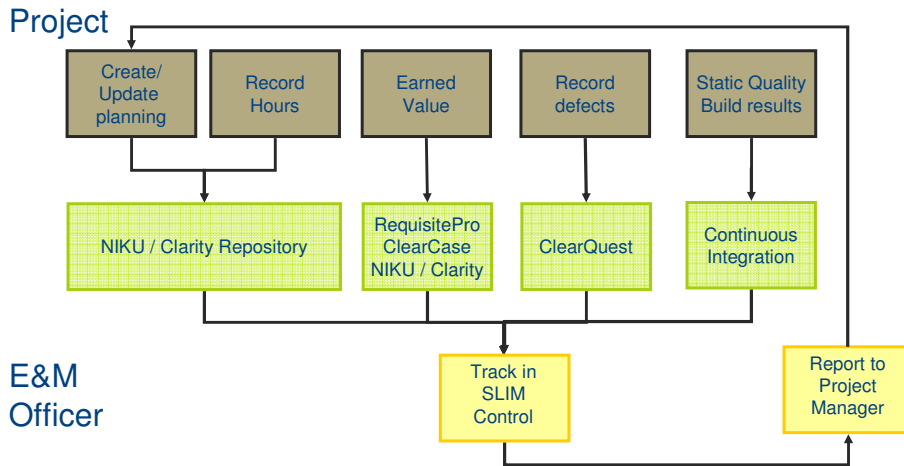 Project
Create/
Update
planning
Record
Hours
Earned
Value
Record
defects
Static Quality
Build results
NIKU / Clarity Repository
RequisitePro
ClearCase
NIKU / Clarity
ClearQuest
Continuous
Integration
E&M
Officer
Track in
SLIM
Control
Report to
Project
Manager